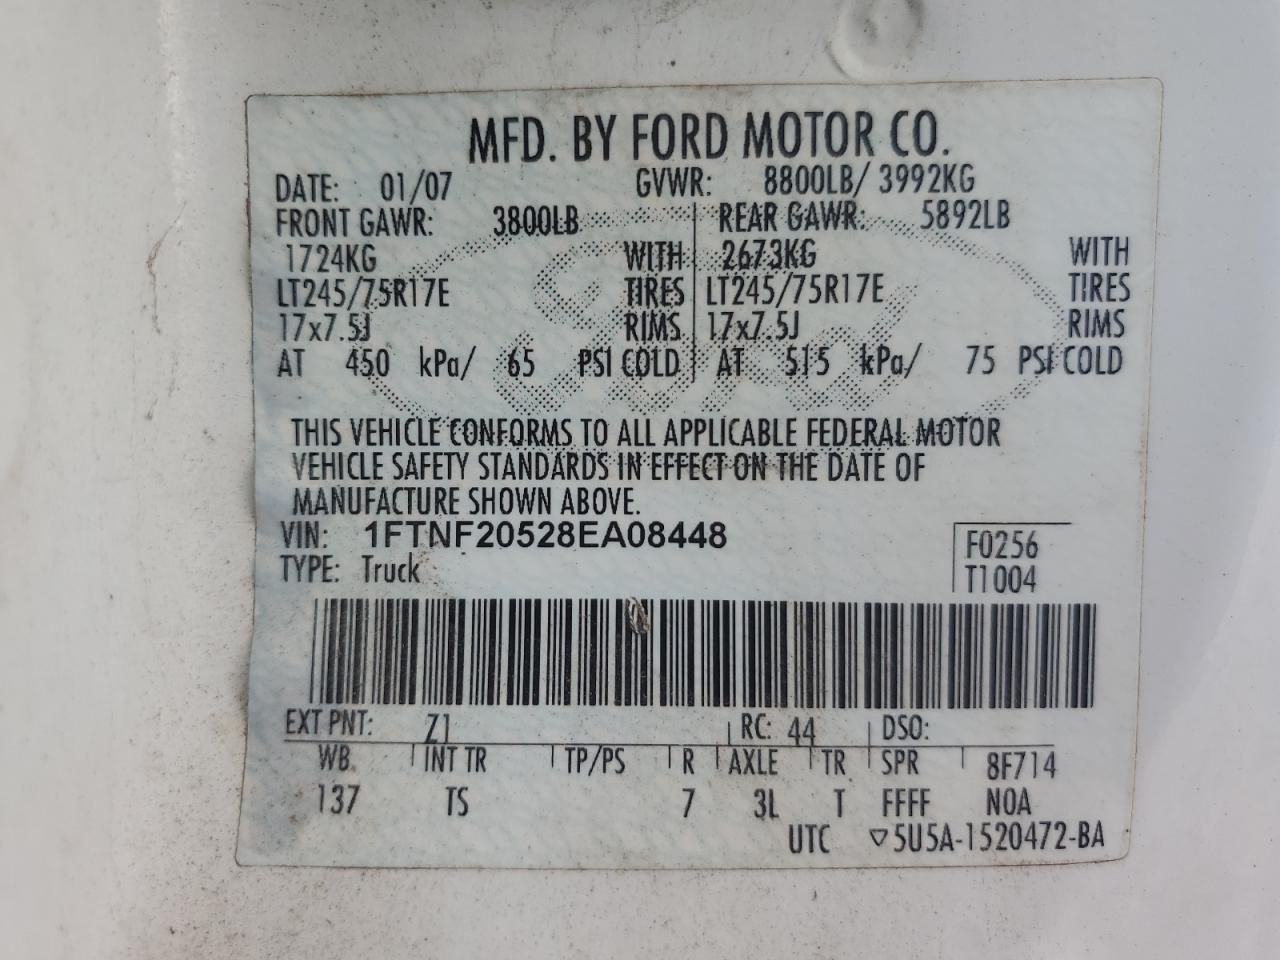 MFD. BY FORD MOTOR CO.
DATE: 01/07 GVWR: 8800LB/ 3992KG
FRONT GAWR: 3800LB REAR GAWR: 5892LB
1724KG WITH 2673KG WITH
LT245/75R17E TIRES LT245/75R17E TIRES
17x7.5J RIMS 17x7.5J RIMS
AT 450 kPa/ 65 PSI COLD AT 515 kPa/ 75 PSI COLD
THIS VEHICLE CONFORMS TO ALL APPLICABLE FEDERAL MOTOR
VEHICLE SAFETY STANDARDS IN EFFECT ON THE DATE OF
MANUFACTURE SHOWN ABOVE.
VIN: 1FTNF20528EA08448
F0256
TYPE: Truck
T1004
EXT PNT: Z1 RC: 44 DSO:
WB INT TR TP/PS R AXLE TR SPR 8F714
137 TS 7 3L T FFFF N0A
UTC ▽5U5A-1520472-BA